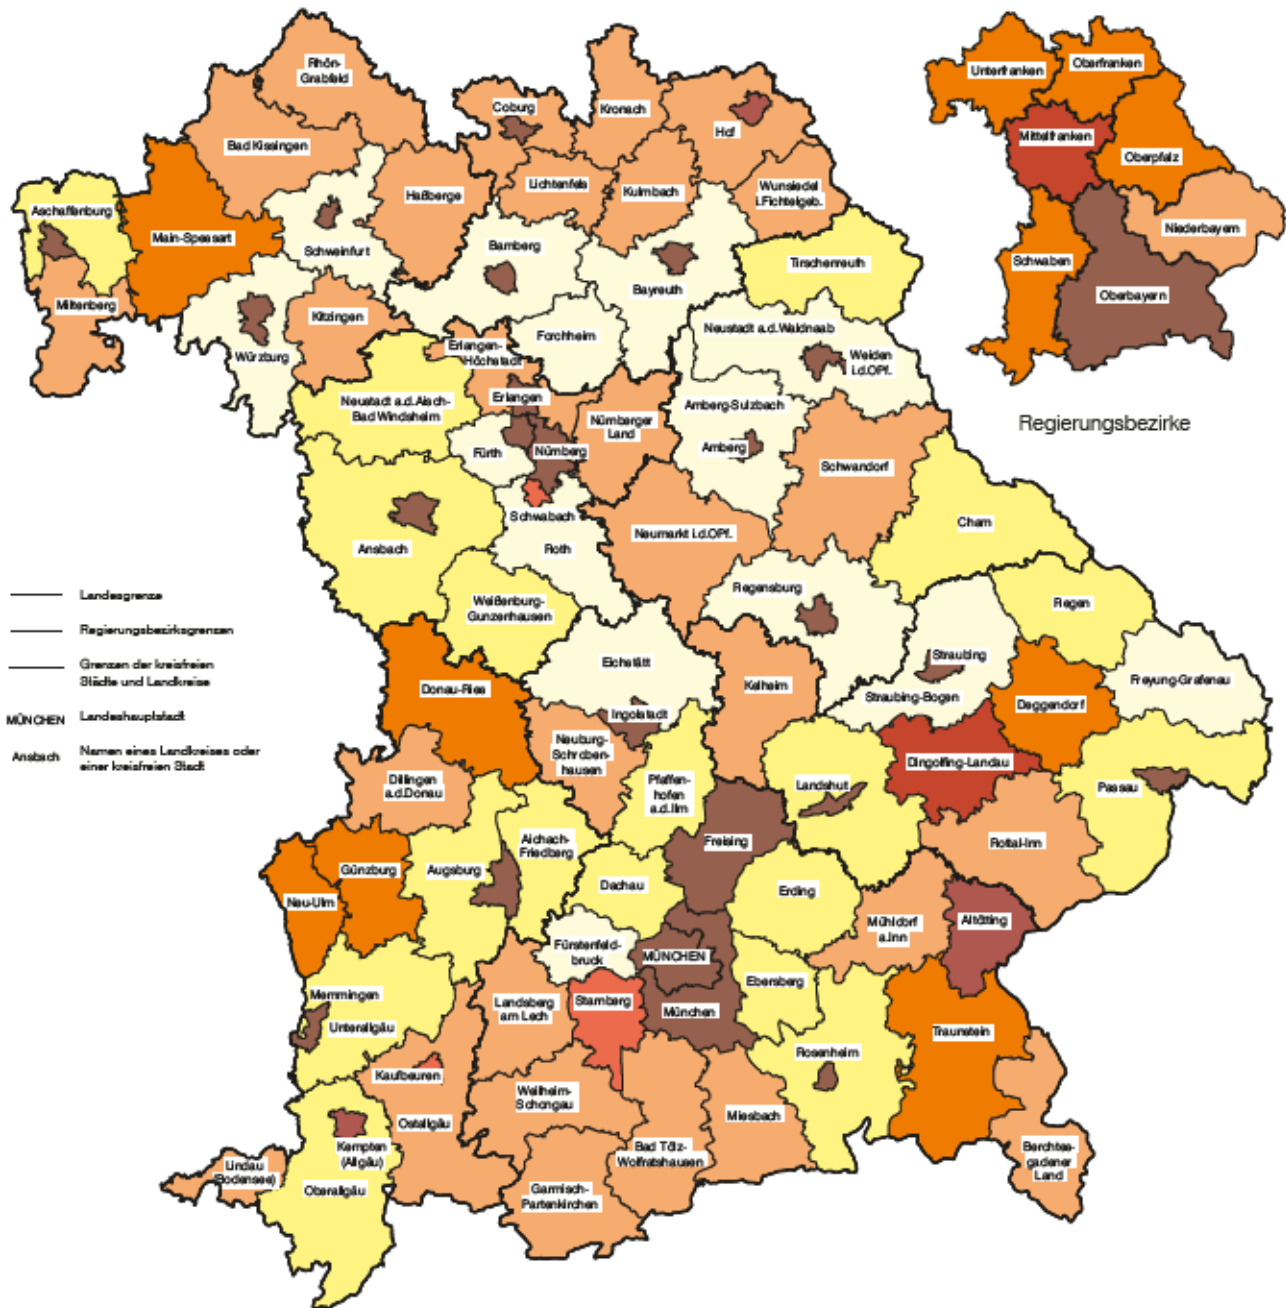 Rhön-
Grabfeld
Coburg
Kronach
Hof
Bad Kissingen
Lichtenfels
Kulmbach
Wunsiedel
i.Fichtelgeb.
Haßberge
Aschaffenburg
Main-Spessart
Schweinfurt
Bamberg
Bayreuth
Tirschenreuth
Miltenberg
Kitzingen
Würzburg
Forchheim
Erlangen-
Höchstadt
Neustadt a.d.Waldnaab
Weiden
i.d.OPf.
Neustadt a.d.Aisch-
Bad Windsheim
Erlangen
Nürnberger
Land
Amberg-Sulzbach
Amberg
Fürth
Nürnberg
Schwandorf
Schwabach
Ansbach
Roth
Neumarkt i.d.OPf.
Cham
Weißenburg-
Gunzenhausen
Regensburg
Regen
Eichstätt
Kelheim
Straubing
Straubing-Bogen
Freyung-Grafenau
Donau-Ries
Deggendorf
Ingolstadt
Neuburg-
Schroben-
hausen
Dingolfing-Landau
Dillingen
a.d.Donau
Pfaffen-
hofen
a.d.Ilm
Landshut
Passau
Aichach-
Friedberg
Freising
Rottal-Inn
Günzburg
Augsburg
Neu-Ulm
Dachau
Erding
Mühldorf
a.Inn
Altötting
Fürstenfeld-
bruck
MÜNCHEN
Ebersberg
Memmingen
Landsberg
am Lech
Starnberg
München
Unterallgäu
Traunstein
Rosenheim
Kaufbeuren
Weilheim-
Schongau
Miesbach
Ostallgäu
Kempten
(Allgäu)
Bad Tölz-
Wolfratshausen
Berchtes-
gadener
Land
Lindau
(Bodensee)
Oberallgäu
Garmisch-
Partenkirchen
Unterfranken
Oberfranken
Mittelfranken
Oberpfalz
Niederbayern
Schwaben
Oberbayern
Regierungsbezirke
Landesgrenze
Regierungsbezirksgrenzen
Grenzen der kreisfreien
Städte und Landkreise
MÜNCHEN Landeshauptstadt
Ansbach Namen eines Landkreises oder
einer kreisfreien Stadt